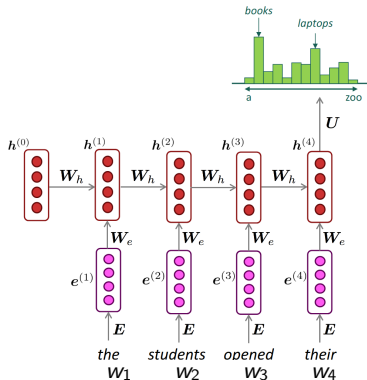 books
laptops
a zoo
U
h(0) h(1) h(2) h(3) h(4)
Wh Wh Wh Wh
We We We We
e(1) e(2) e(3) e(4)
E E E E
the students opened their
W1 W2 W3 W4